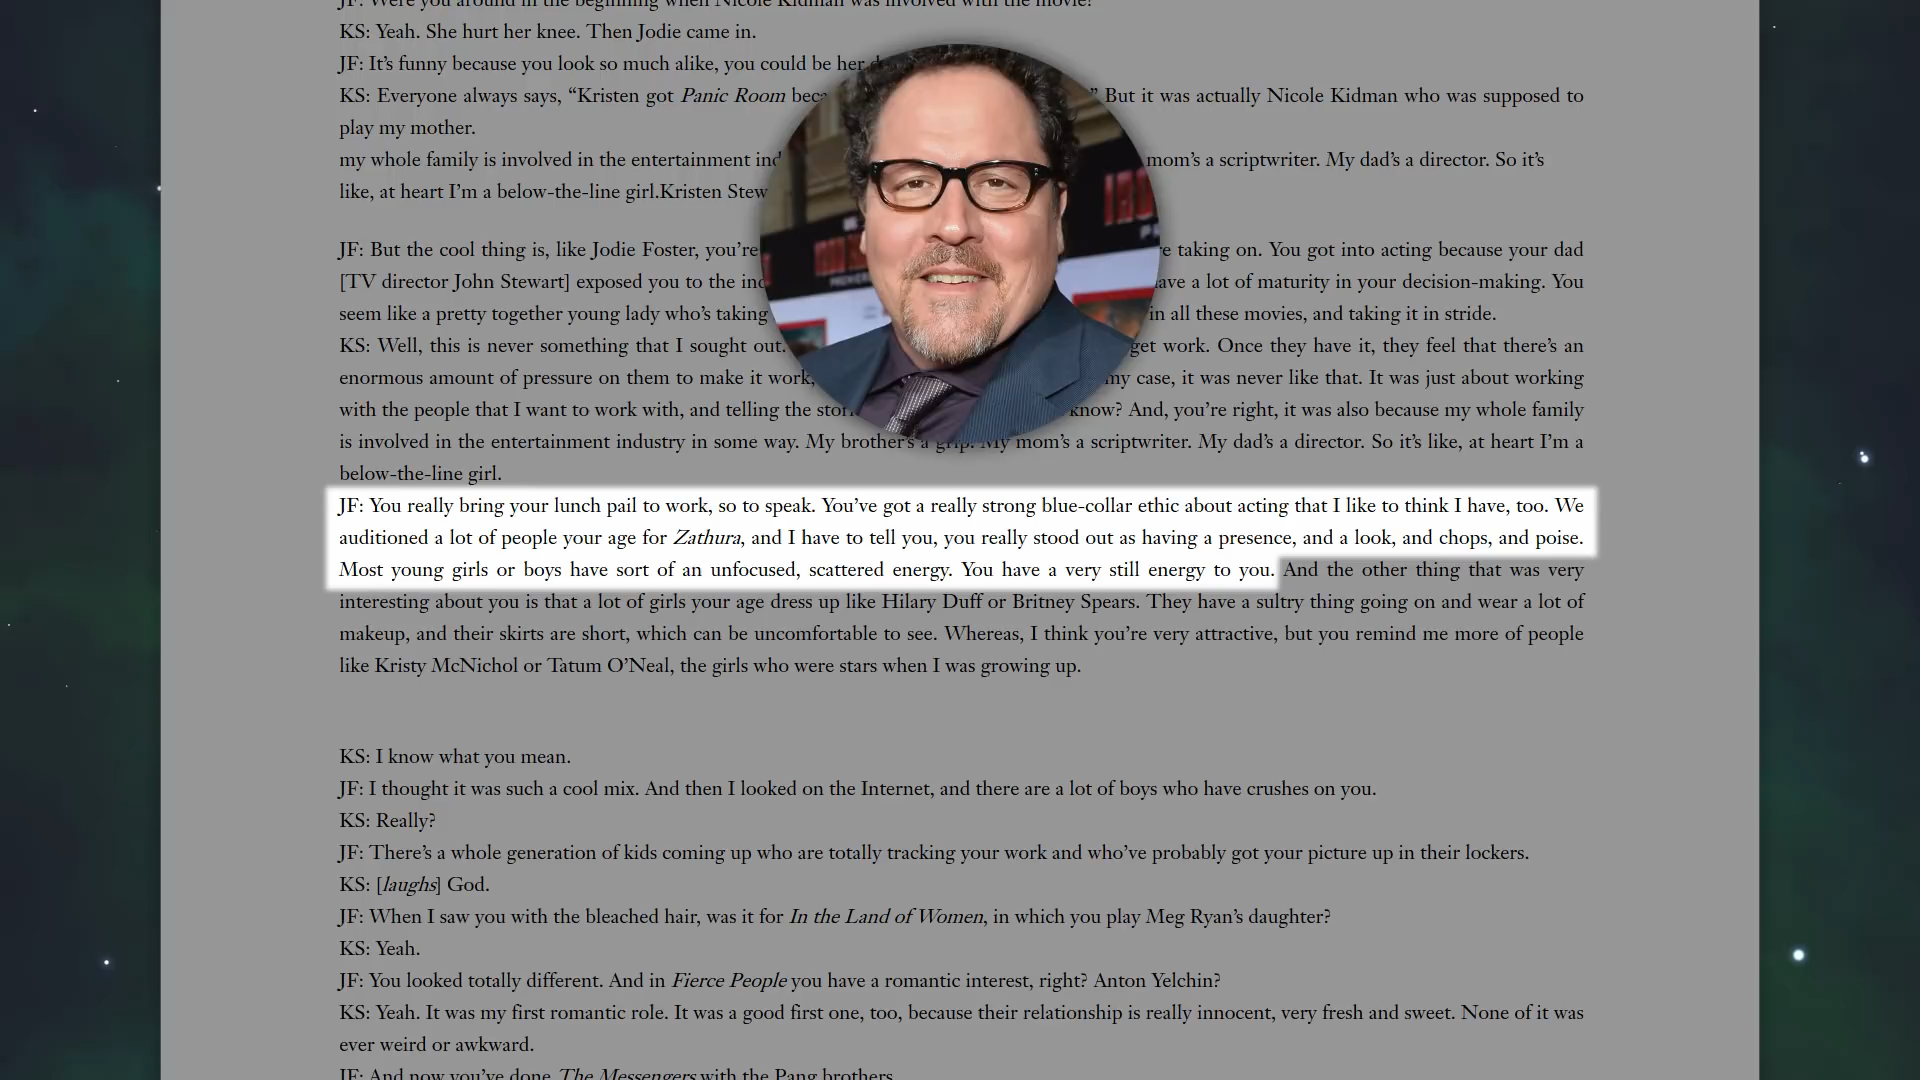 JF: Were you around in the beginning when Nicole Kidman was involved with the movie?
KS: Yeah. She hurt her knee. Then Jodie came in.
JF: It’s funny because you look so much alike, you could be her
KS: Everyone always says, “Kristen got Panic Room ” But it was actually Nicole Kidman who was supposed to
play my mother.
my whole family is involved in the entertainment mom’s a scriptwriter. My dad’s a director. So it’s
like, at heart I’m a below-the-line girl.Kristen
JF: But the cool thing is, like Jodie Foster, you’re taking on. You got into acting because your dad
[TV director John Stewart] exposed you to the have a lot of maturity in your decision-making. You
seem like a pretty together young lady who’s taking in all these movies, and taking it in stride.
KS: Well, this is never something that I sought out. get work. Once they have it, they feel that there’s an
enormous amount of pressure on them to make it work, my case, it was never like that. It was just about working
with the people that I want to work with, and telling the know? And, you’re right, it was also because my whole family
is involved in the entertainment industry in some way. My brother’s a grip. My mom’s a scriptwriter. My dad’s a director. So it’s like, at heart I’m a
below-the-line girl.
JF: You really bring your lunch pail to work, so to speak. You’ve got a really strong blue-collar ethic about acting that I like to think I have, too. We
auditioned a lot of people your age for Zathura, and I have to tell you, you really stood out as having a presence, and a look, and chops, and poise.
Most young girls or boys have sort of an unfocused, scattered energy. You have a very still energy to you. And the other thing that was very
interesting about you is that a lot of girls your age dress up like Hilary Duff or Britney Spears. They have a sultry thing going on and wear a lot of
makeup, and their skirts are short, which can be uncomfortable to see. Whereas, I think you’re very attractive, but you remind me more of people
like Kristy McNichol or Tatum O’Neal, the girls who were stars when I was growing up.
KS: I know what you mean.
JF: I thought it was such a cool mix. And then I looked on the Internet, and there are a lot of boys who have crushes on you.
KS: Really?
JF: There’s a whole generation of kids coming up who are totally tracking your work and who’ve probably got your picture up in their lockers.
KS: [laughs] God.
JF: When I saw you with the bleached hair, was it for In the Land of Women, in which you play Meg Ryan’s daughter?
KS: Yeah.
JF: You looked totally different. And in Fierce People you have a romantic interest, right? Anton Yelchin?
KS: Yeah. It was my first romantic role. It was a good first one, too, because their relationship is really innocent, very fresh and sweet. None of it was
ever weird or awkward.
JF: And now you’ve done The Messengers with the Pang brothers.